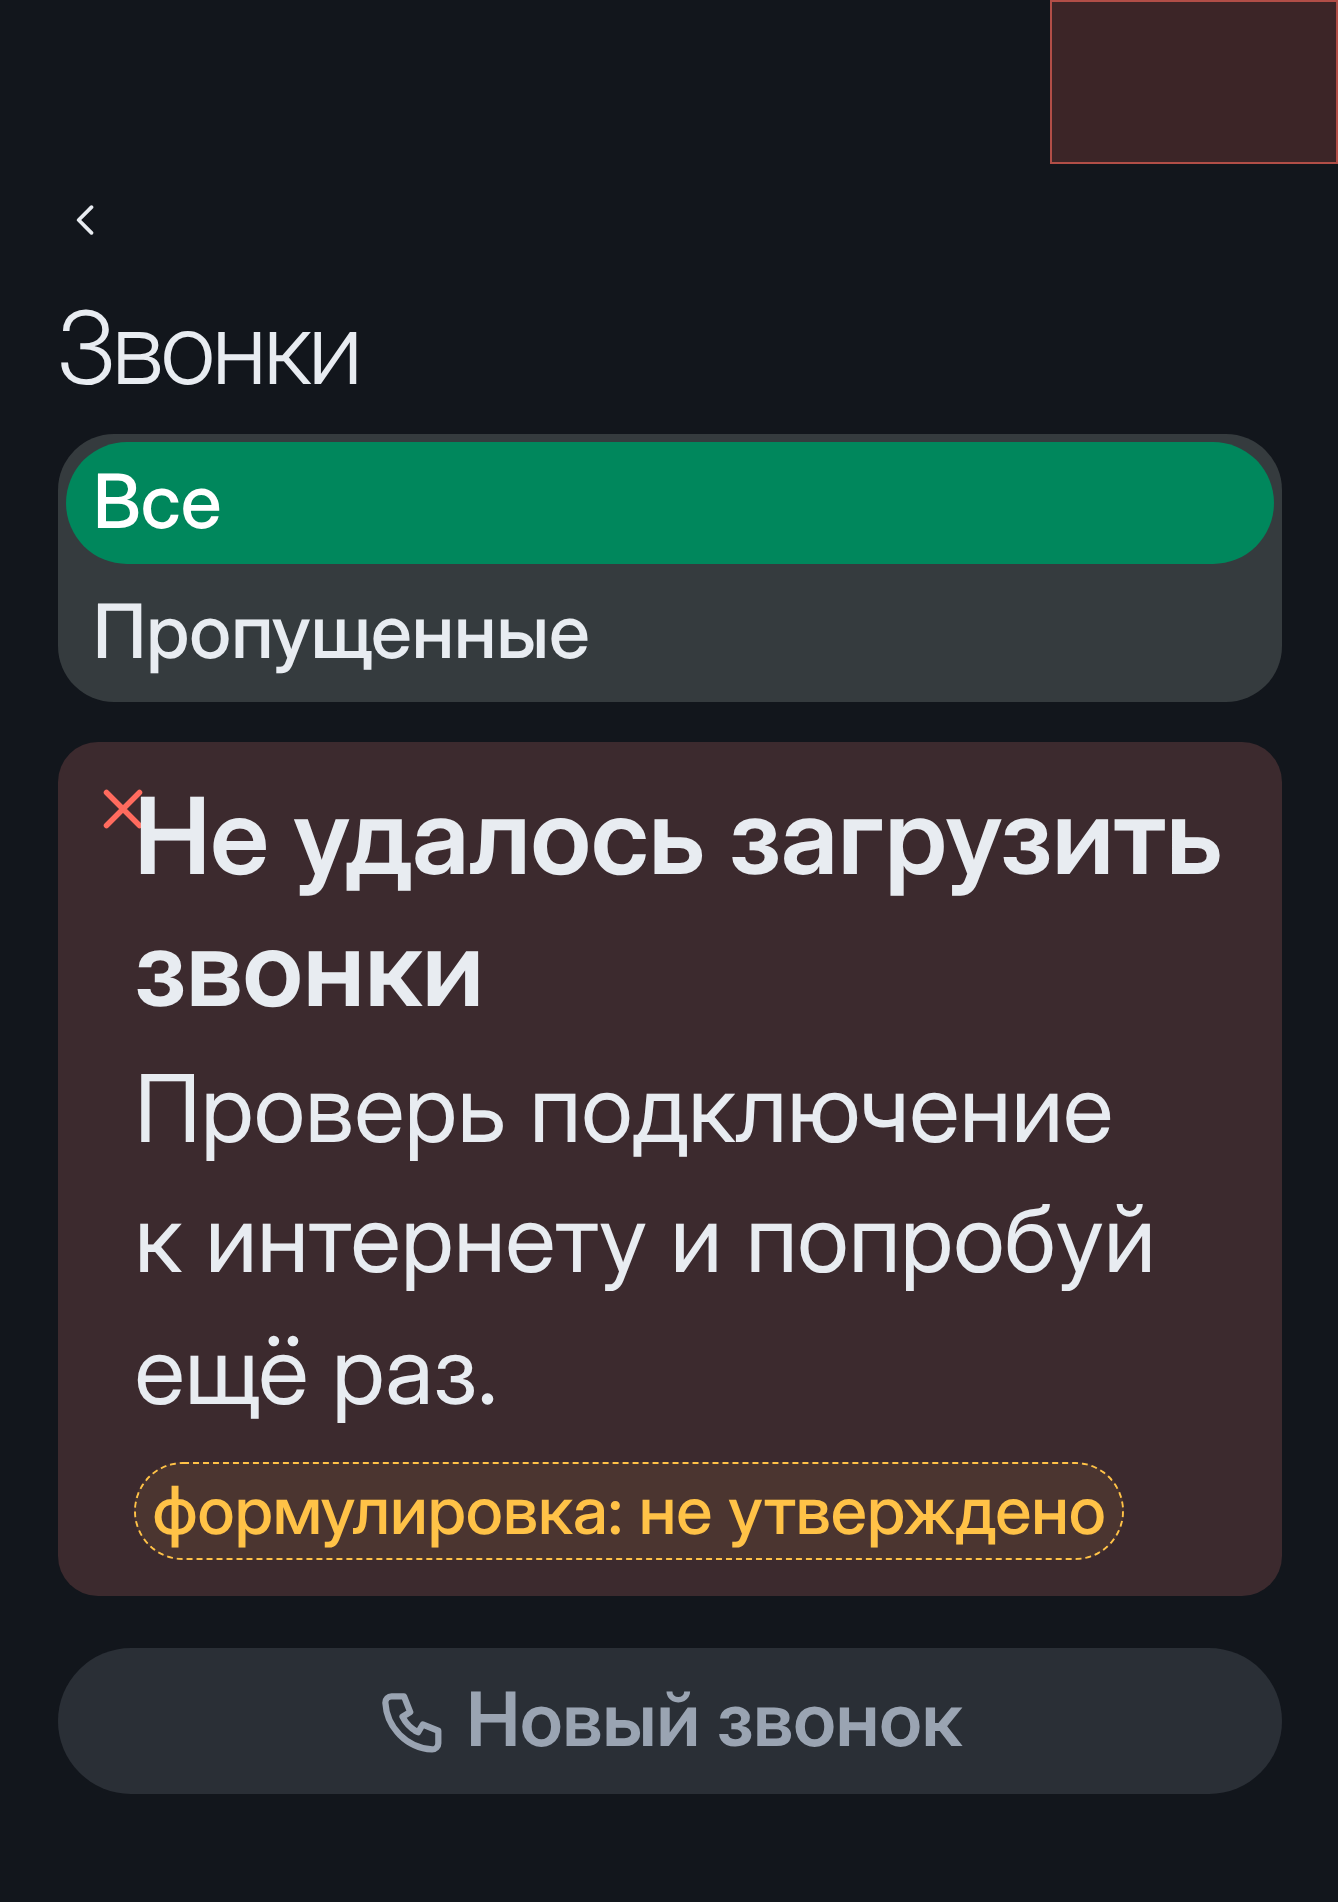 Звонки
Все
Пропущенные
Не удалось загрузить
звонки
Проверь подключение
к интернету и попробуй
ещё раз.
формулировка: не утверждено
Новый звонок